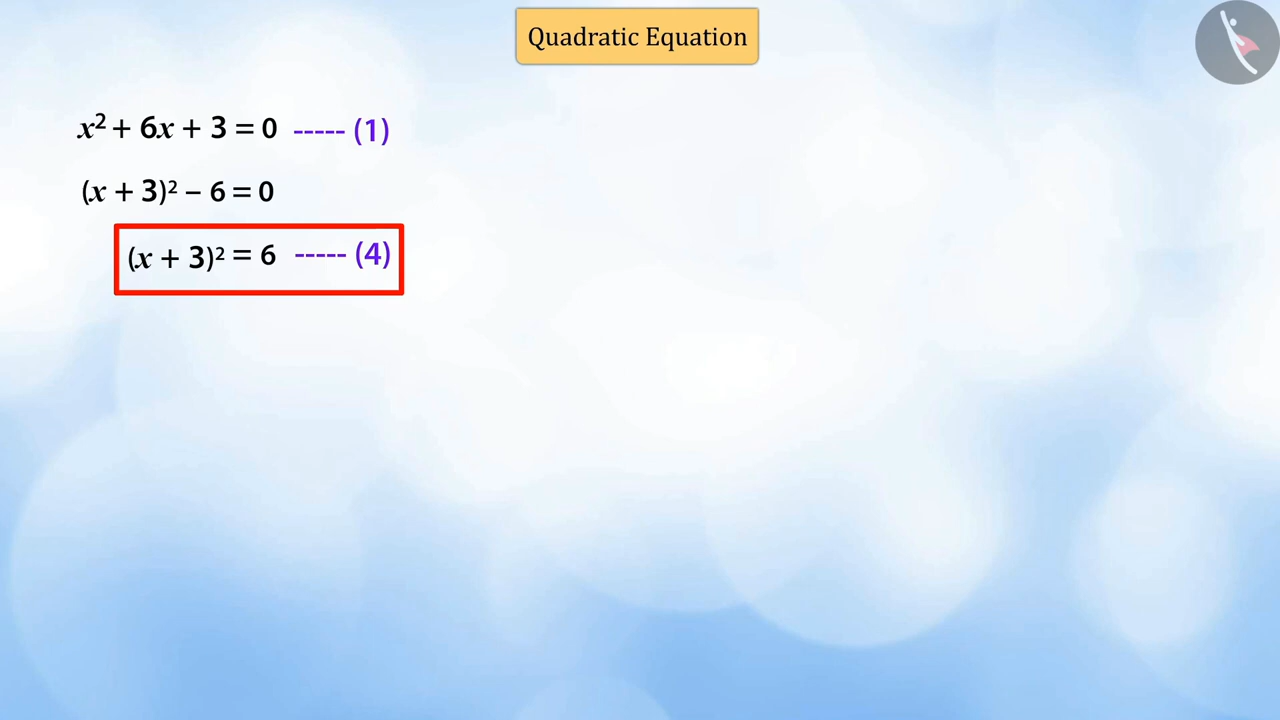 Quadratic Equation
x² + 6x + 3 = 0 ----- (1)
(x + 3)² – 6 = 0
(x + 3)² = 6 ----- (4)